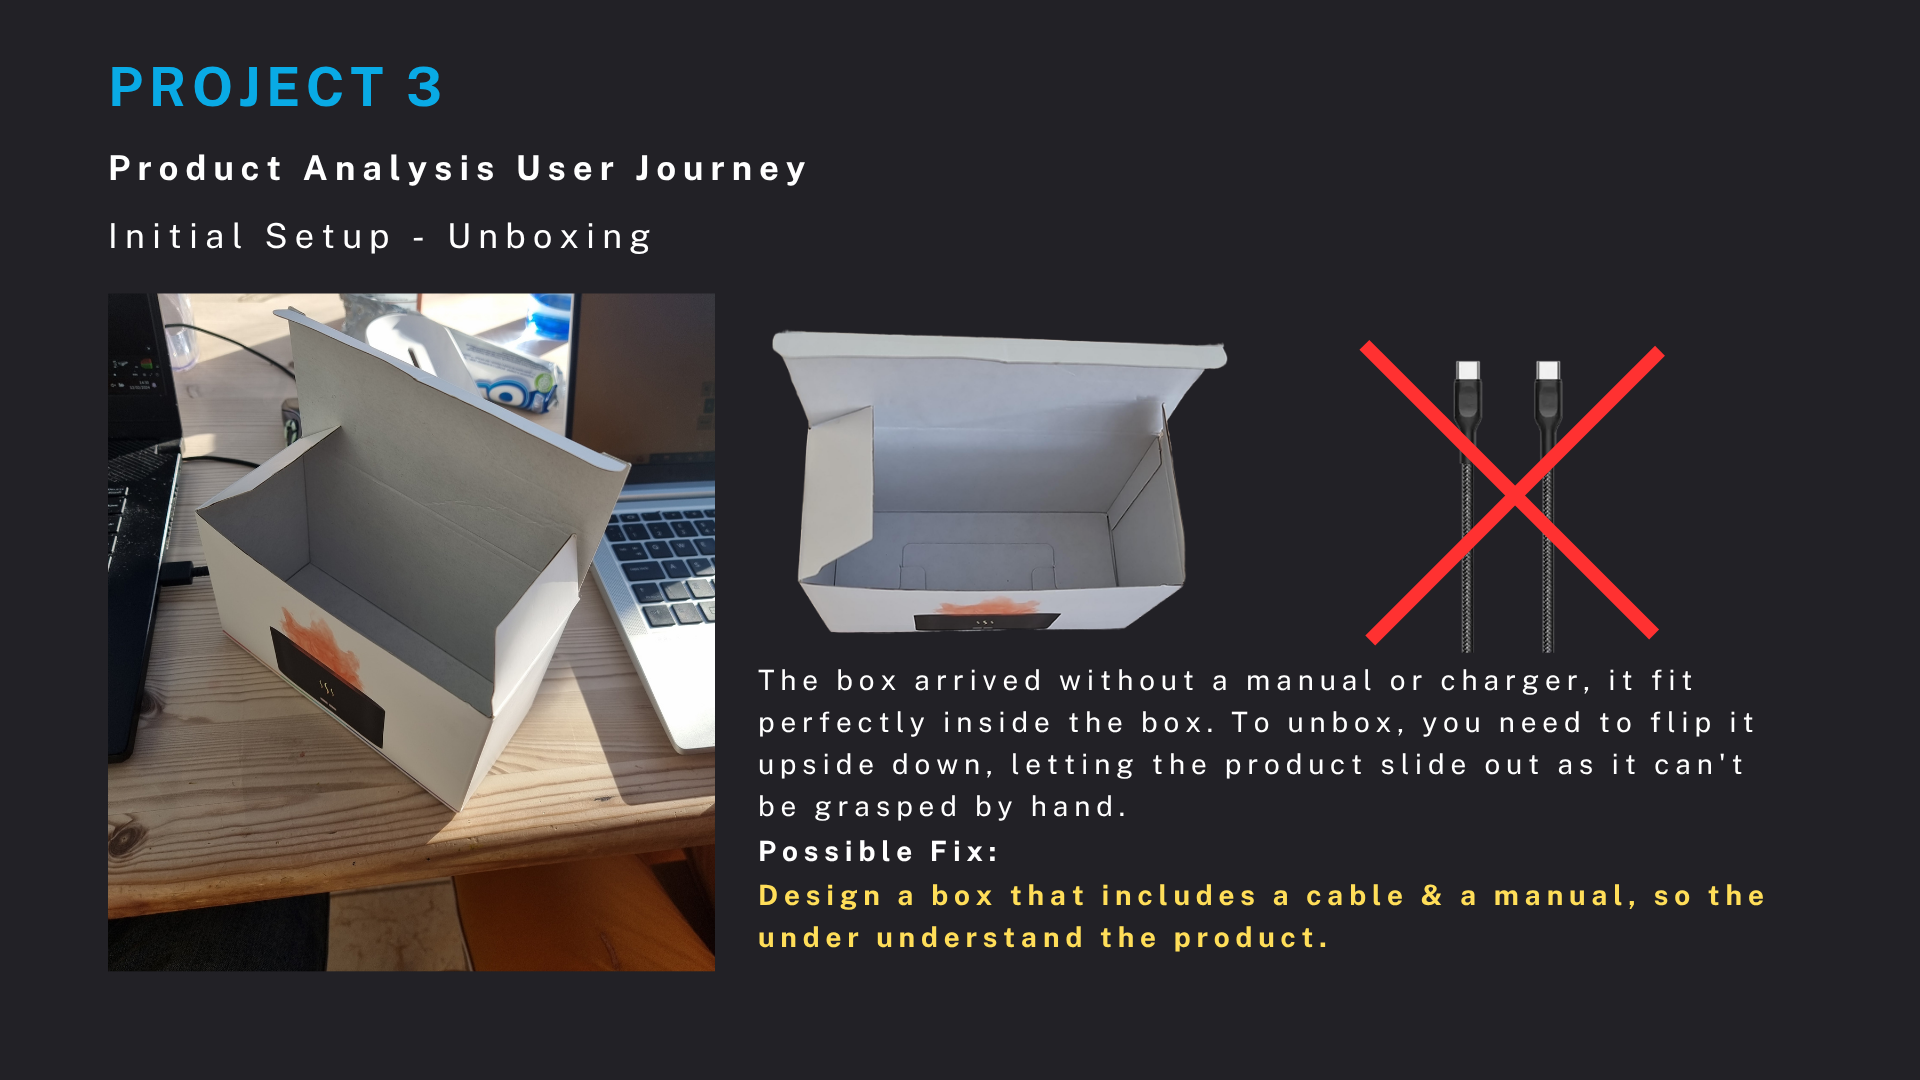 PROJECT 3
Product Analysis User Journey
Initial Setup - Unboxing
The box arrived without a manual or charger, it fit
perfectly inside the box. To unbox, you need to flip it
upside down, letting the product slide out as it can't
be grasped by hand.
Possible Fix:
Design a box that includes a cable & a manual, so the
under understand the product.